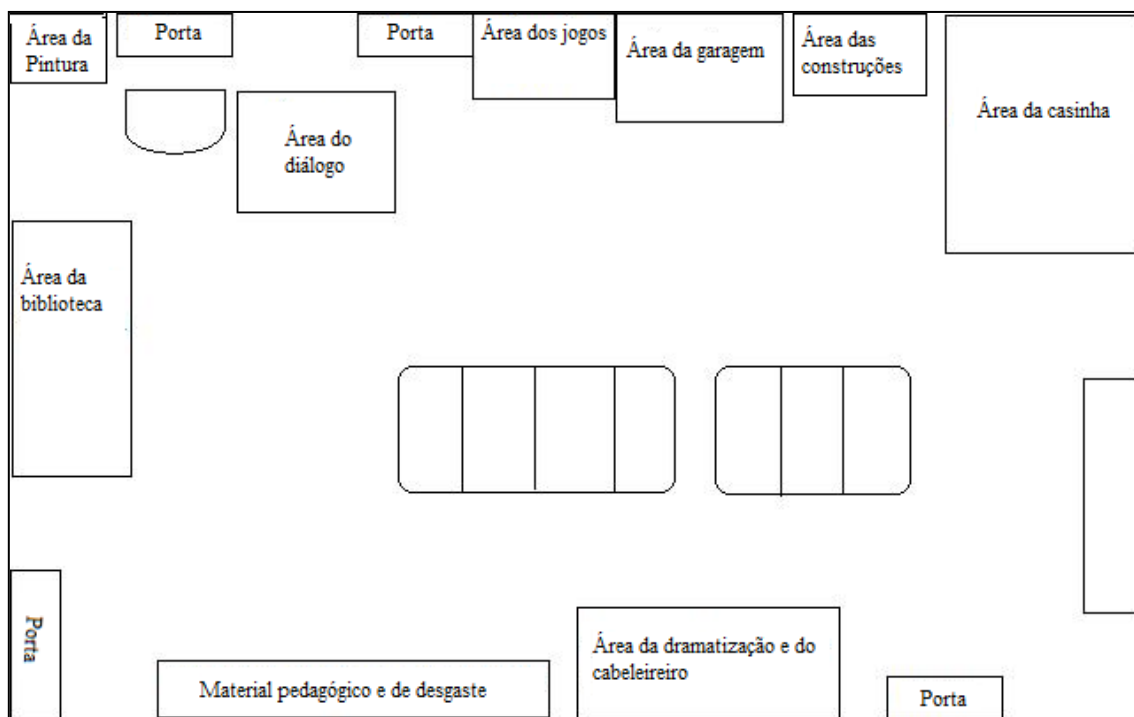 Área da
Pintura
Porta
Porta
Área dos jogos
Área da garagem
Área das
construções
Área da casinha
Área do
diálogo
Área da
biblioteca
Porta
Material pedagógico e de desgaste
Área da dramatização e do
cabeleireiro
Porta